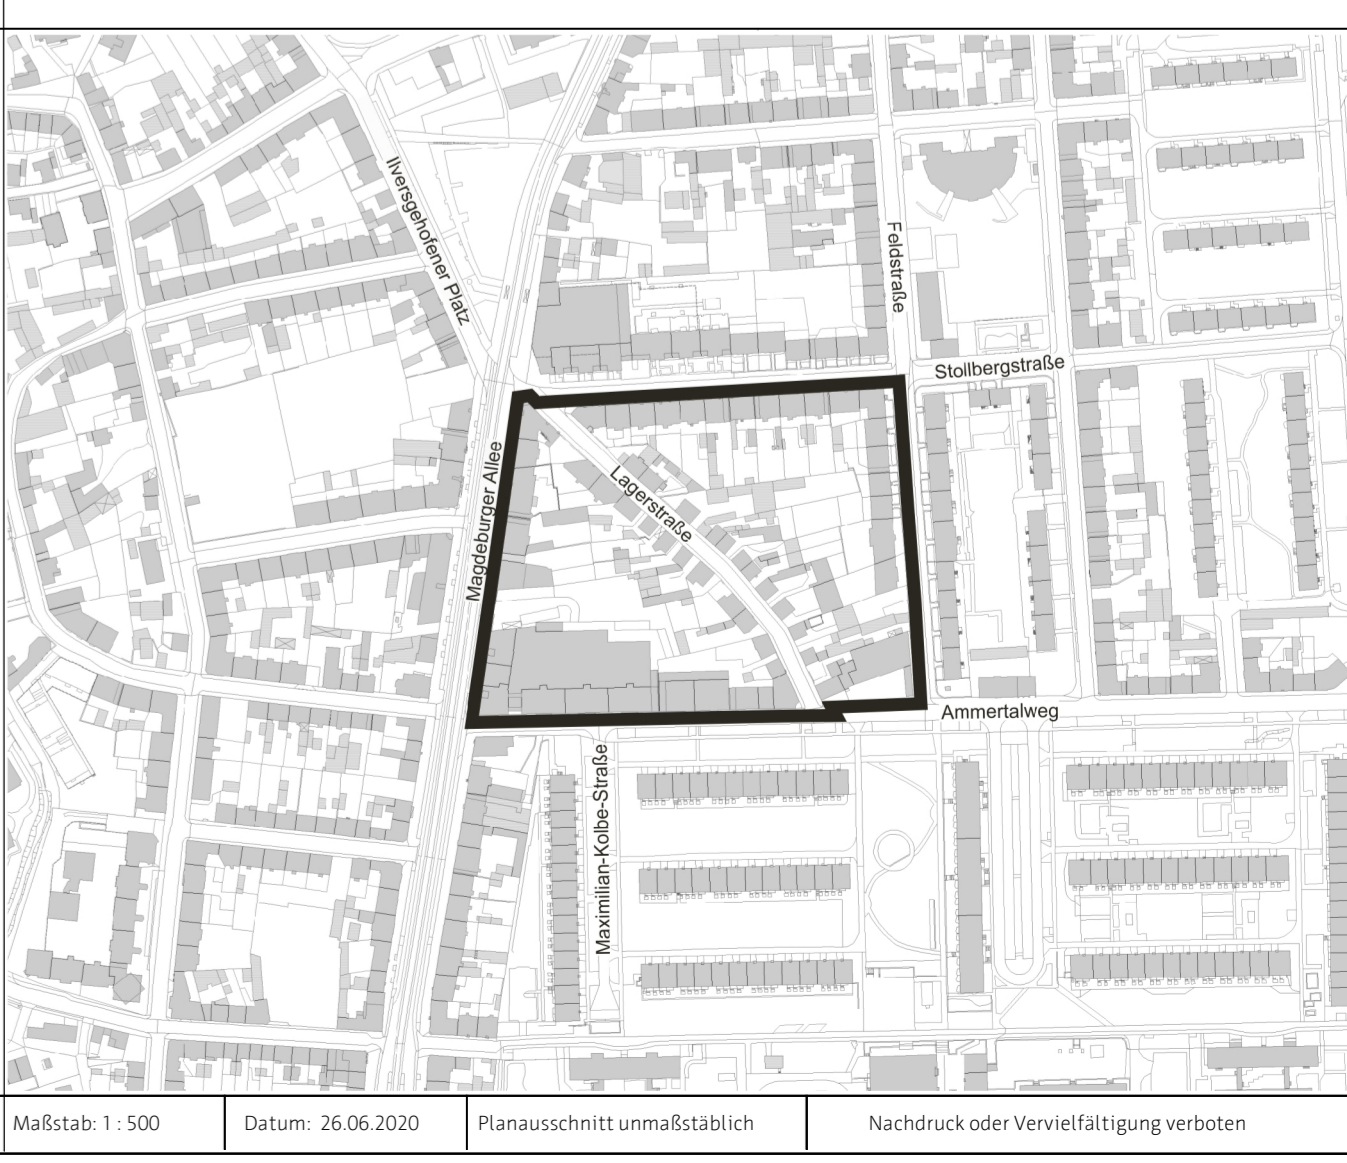 Ilversgehofener Platz
Feldstraße
Stollbergstraße
Magdeburger Allee
Lagerstraße
Ammertalweg
Maximilian-Kolbe-Straße
Maßstab: 1 : 500
Datum: 26.06.2020
Planausschnitt unmaßstäblich
Nachdruck oder Vervielfältigung verboten